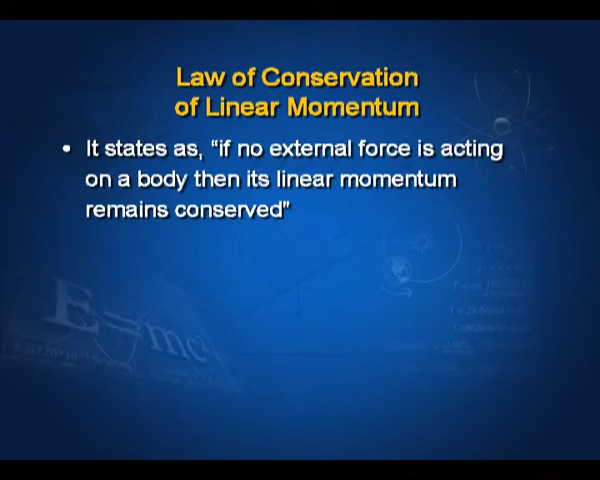 Law of Conservation
of Linear Momentum
• It states as, “if no external force is acting
on a body then its linear momentum
remains conserved”
E=mc²